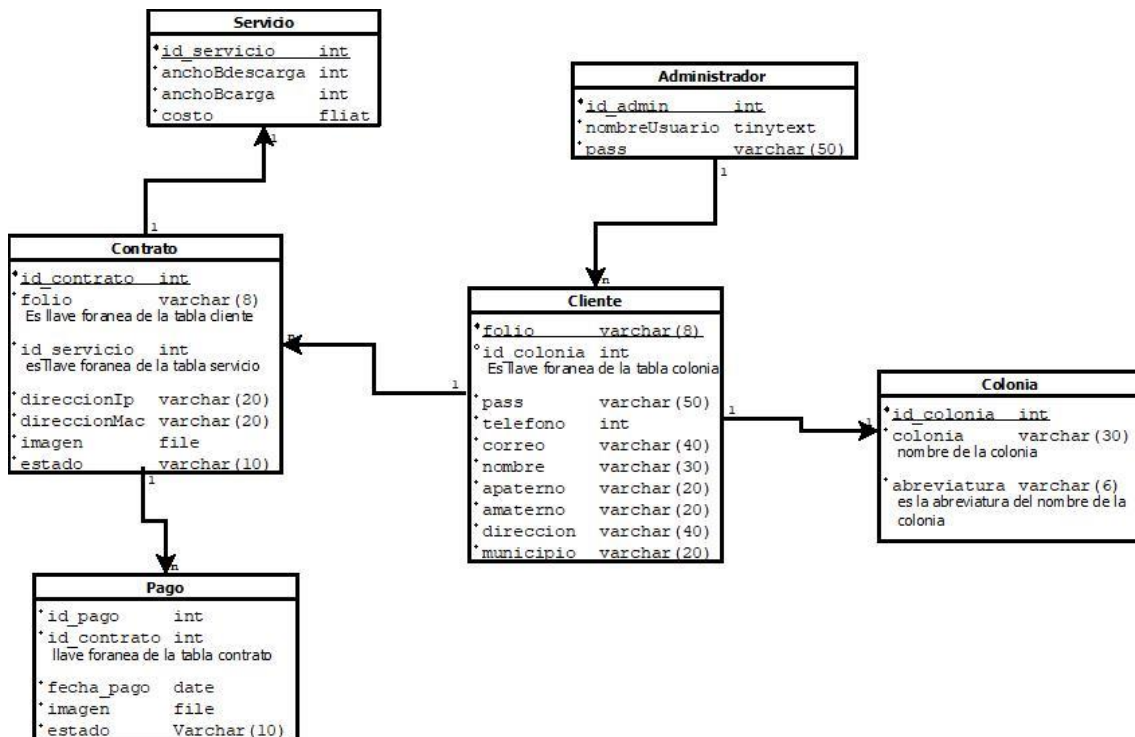 Servicio
id_servicio int
anchoBdescarga int
anchoBcarga int
costo fliat
1
1
Administrador
id_admin int
nombreUsuario tinytext
pass varchar(50)
1
n
Contrato
id_contrato int
folio varchar(8)
Es llave foranea de la tabla cliente
id_servicio int
es llave foranea de la tabla servicio
direccionIp varchar(20)
direccionMac varchar(20)
imagen file
estado varchar(10)
n
1
1
Cliente
folio varchar(8)
id_colonia int
Es llave foranea de la tabla colonia
pass varchar(50)
telefono int
correo varchar(40)
nombre varchar(30)
apaterno varchar(20)
amaterno varchar(20)
direccion varchar(40)
municipio varchar(20)
1
1
Colonia
id_colonia int
colonia varchar(30)
nombre de la colonia
abreviatura varchar(6)
es la abreviatura del nombre de la
colonia
n
Pago
id_pago int
id_contrato int
llave foranea de la tabla contrato
fecha_pago date
imagen file
estado Varchar(10)